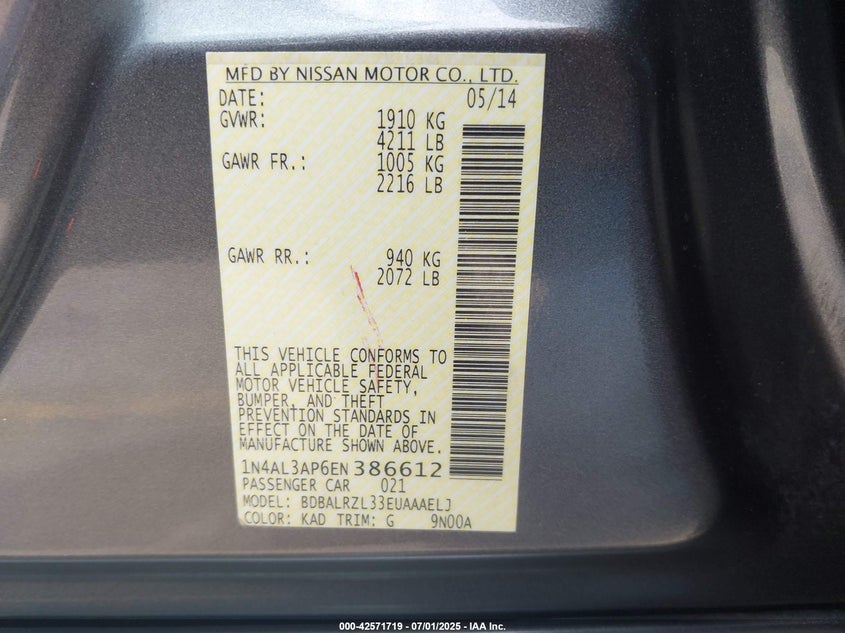 MFD BY NISSAN MOTOR CO., LTD.
DATE: 05/14
GVWR: 1910 KG
4211 LB
GAWR FR.: 1005 KG
2216 LB
GAWR RR.: 940 KG
2072 LB
THIS VEHICLE CONFORMS TO
ALL APPLICABLE FEDERAL
MOTOR VEHICLE SAFETY,
BUMPER, AND THEFT
PREVENTION STANDARDS IN
EFFECT ON THE DATE OF
MANUFACTURE SHOWN ABOVE.
1N4AL3AP6EN 386612
PASSENGER CAR 021
MODEL: BDBALRZL33EUAAAELJ
COLOR: KAD TRIM: G 9N00A
000-42571719 - 07/01/2025 - IAA Inc.